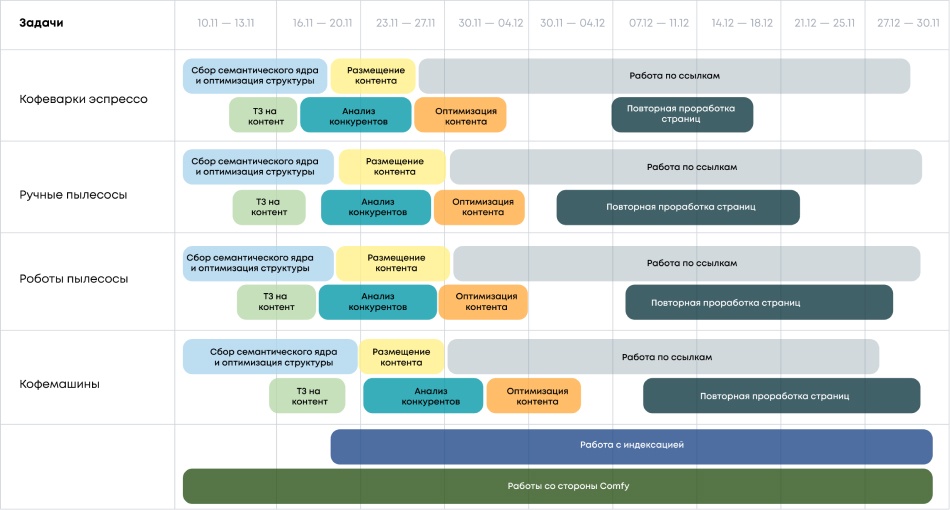 Задачи
10.11 — 13.11
16.11 — 20.11
23.11 — 27.11
30.11 — 04.12
30.11 — 04.12
07.12 — 11.12
14.12 — 18.12
21.12 — 25.11
27.12 — 30.11
Кофеварки эспрессо
Сбор семантического ядра
и оптимизация структуры
Размещение
контента
Работа по ссылкам
ТЗ на
контент
Анализ
конкурентов
Оптимизация
контента
Повторная проработка
страниц
Ручные пылесосы
Сбор семантического ядра
и оптимизация структуры
Размещение
контента
Работа по ссылкам
ТЗ на
контент
Анализ
конкурентов
Оптимизация
контента
Повторная проработка страниц
Роботы пылесосы
Сбор семантического ядра
и оптимизация структуры
Размещение
контента
Работа по ссылкам
ТЗ на
контент
Анализ
конкурентов
Оптимизация
контента
Повторная проработка страниц
Кофемашины
Сбор семантического ядра
и оптимизация структуры
Размещение
контента
Работа по ссылкам
ТЗ на
контент
Анализ
конкурентов
Оптимизация
контента
Повторная проработка страниц
Работа с индексацией
Работы со стороны Comfy